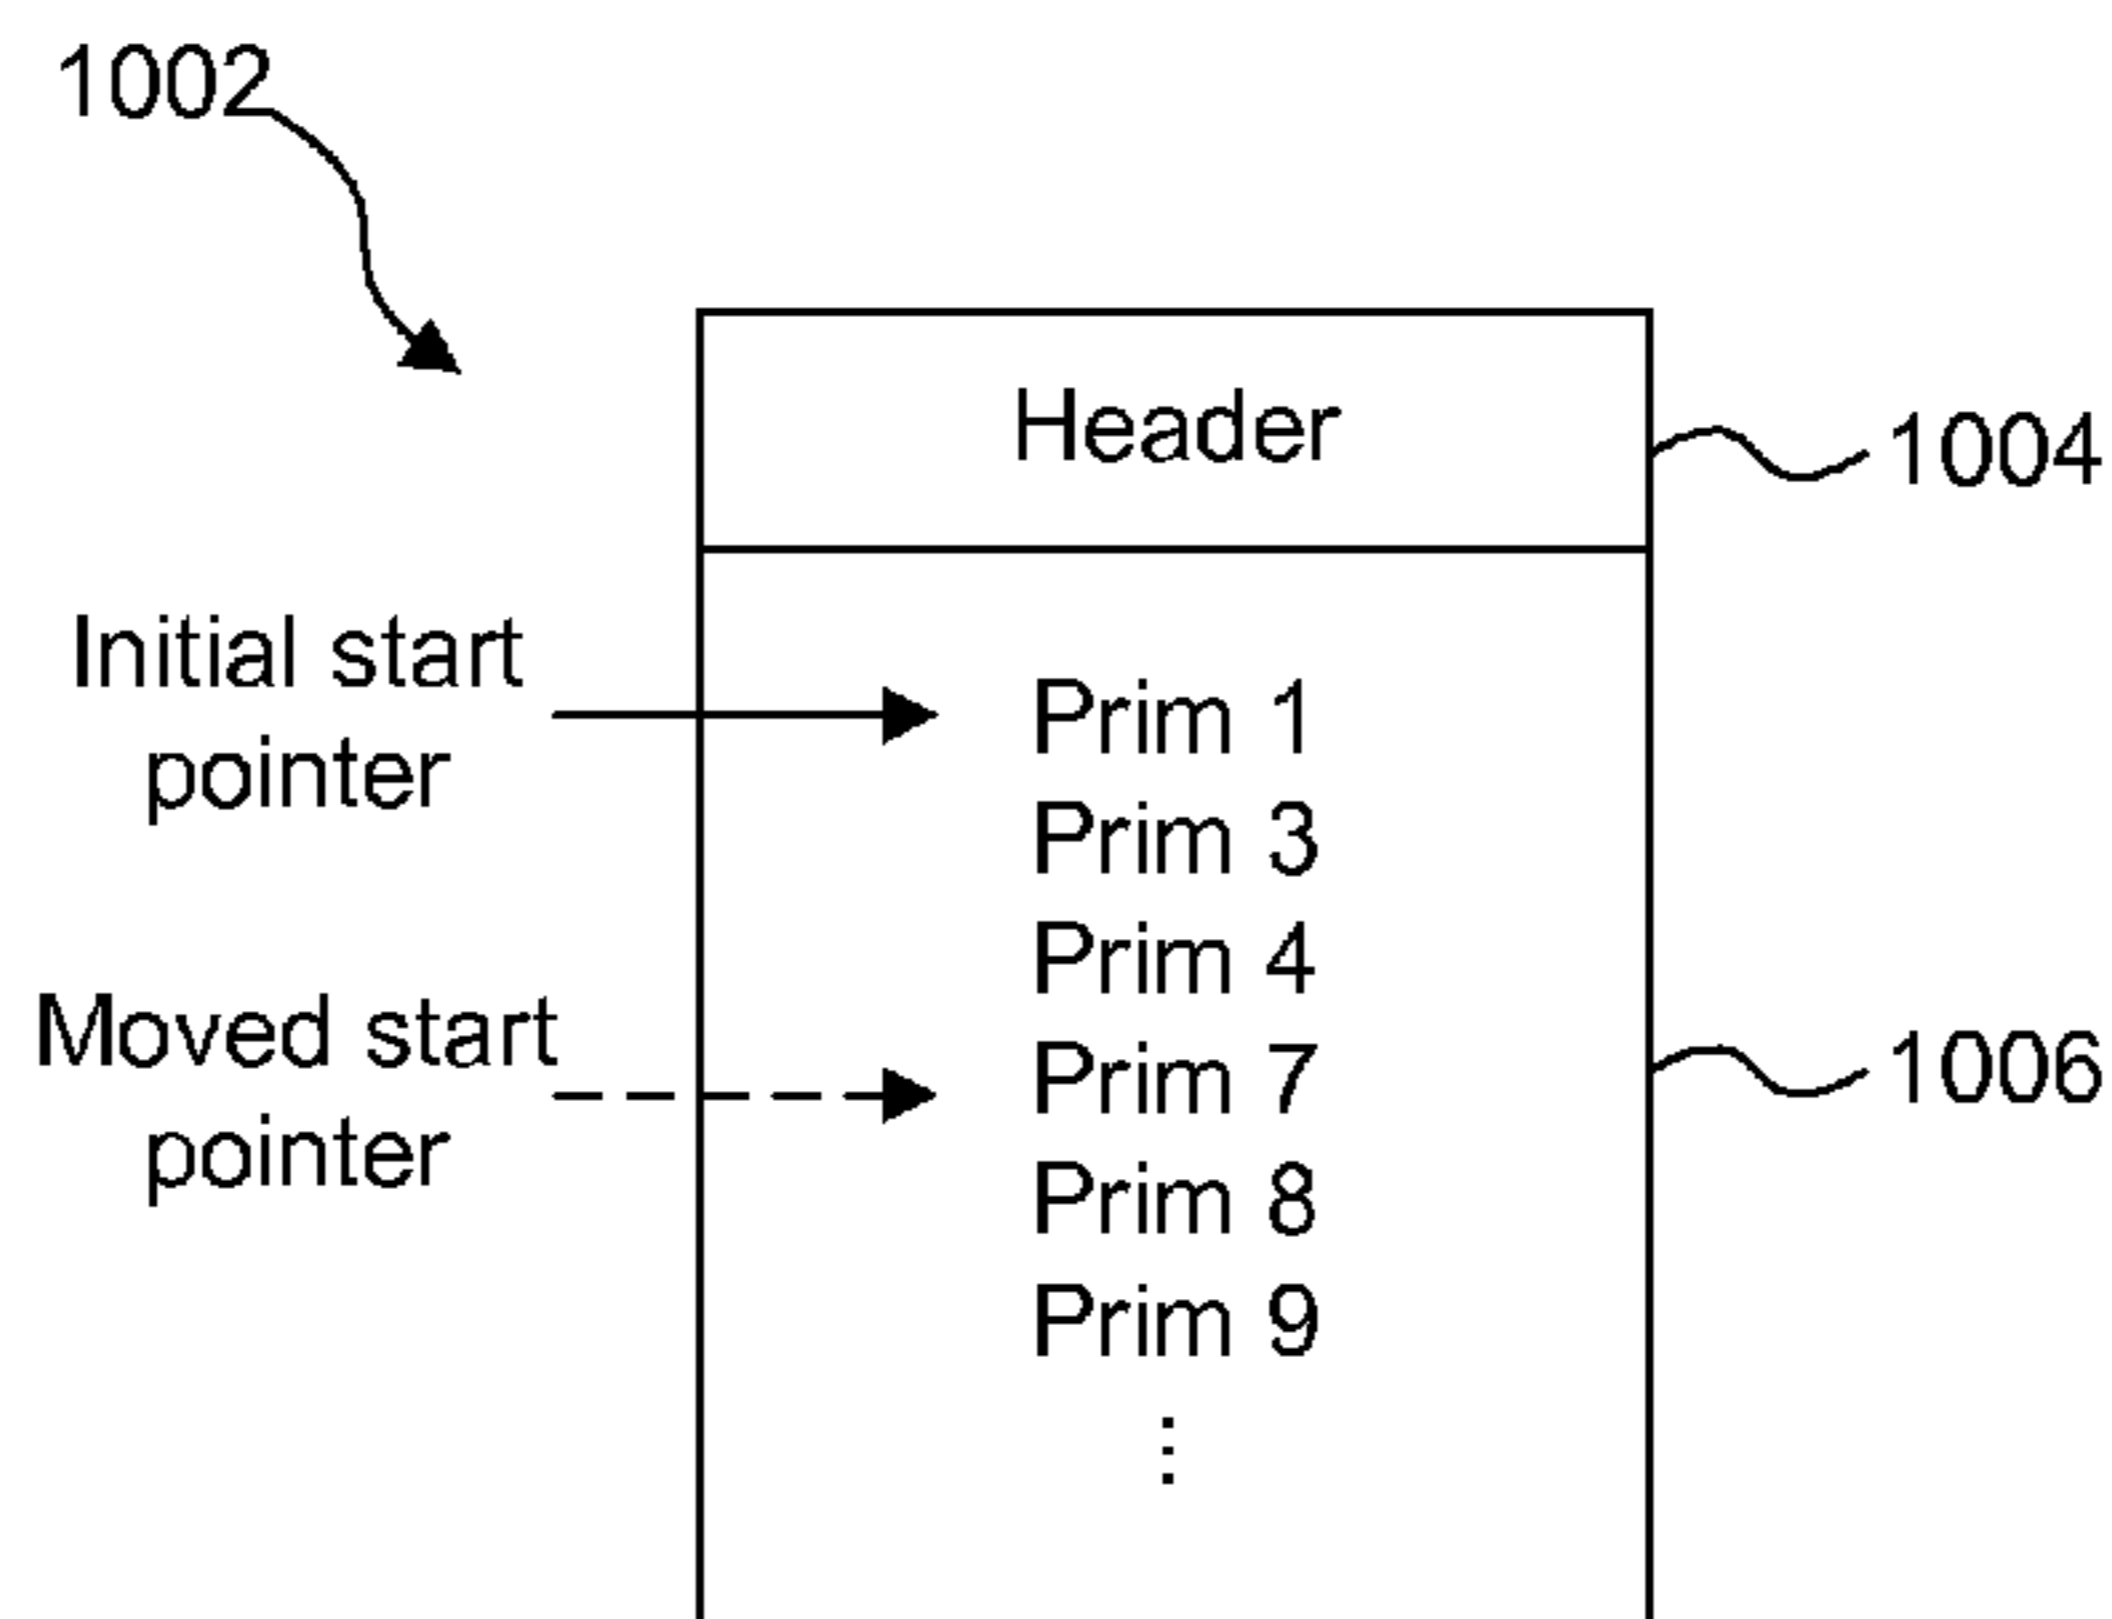 1002
Header
1004
Initial start
pointer
Prim 1
Prim 3
Prim 4
Moved start
pointer
Prim 7
1006
Prim 8
Prim 9
⋮